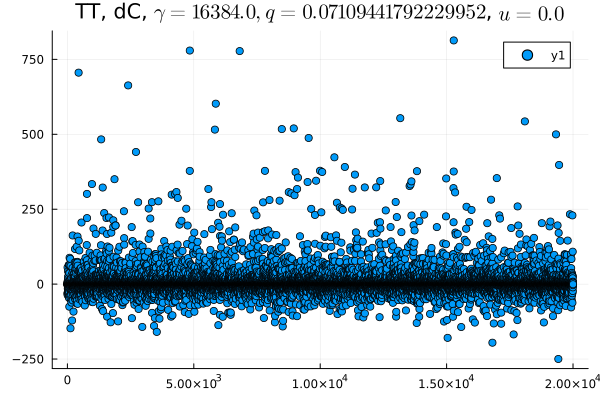 TT, dC, γ = 16384.0, q = 0.07109441792229952, u = 0.0
y1
750
500
250
0
−250
0 5.00×10³ 1.00×10⁴ 1.50×10⁴ 2.00×10⁴